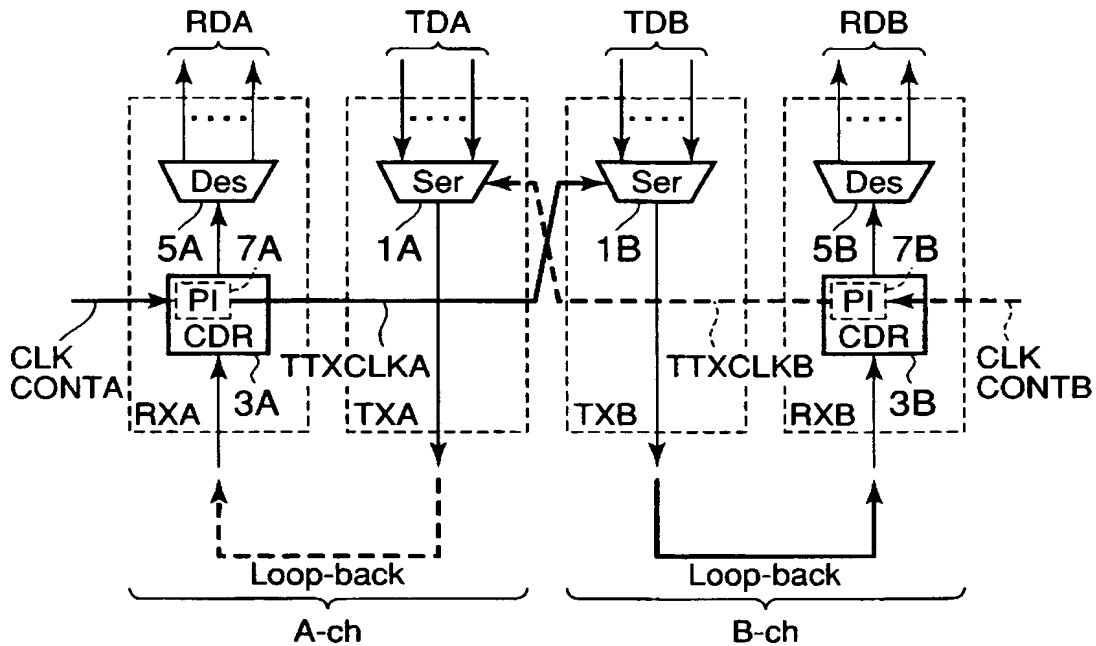 RDA
TDA
TDB
RDB
Des
Ser
Ser
Des
5A
7A
1A
1B
5B
7B
PI
PI
CDR
CDR
CLK
CONTA
TTXCLKA
TTXCLKB
CLK
CONTB
RXA
3A
TXA
TXB
RXB
3B
Loop-back
Loop-back
A-ch
B-ch